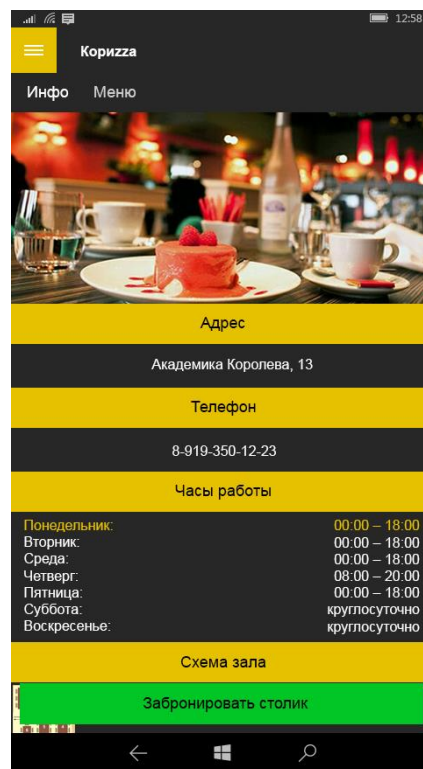 12:58
Кориzzа
Инфо Меню
Адрес
Академика Королева, 13
Телефон
8-919-350-12-23
Часы работы
Понедельник: 00:00 – 18:00
Вторник: 00:00 – 18:00
Среда: 00:00 – 18:00
Четверг: 08:00 – 20:00
Пятница: 00:00 – 18:00
Суббота: круглосуточно
Воскресенье: круглосуточно
Схема зала
Забронировать столик